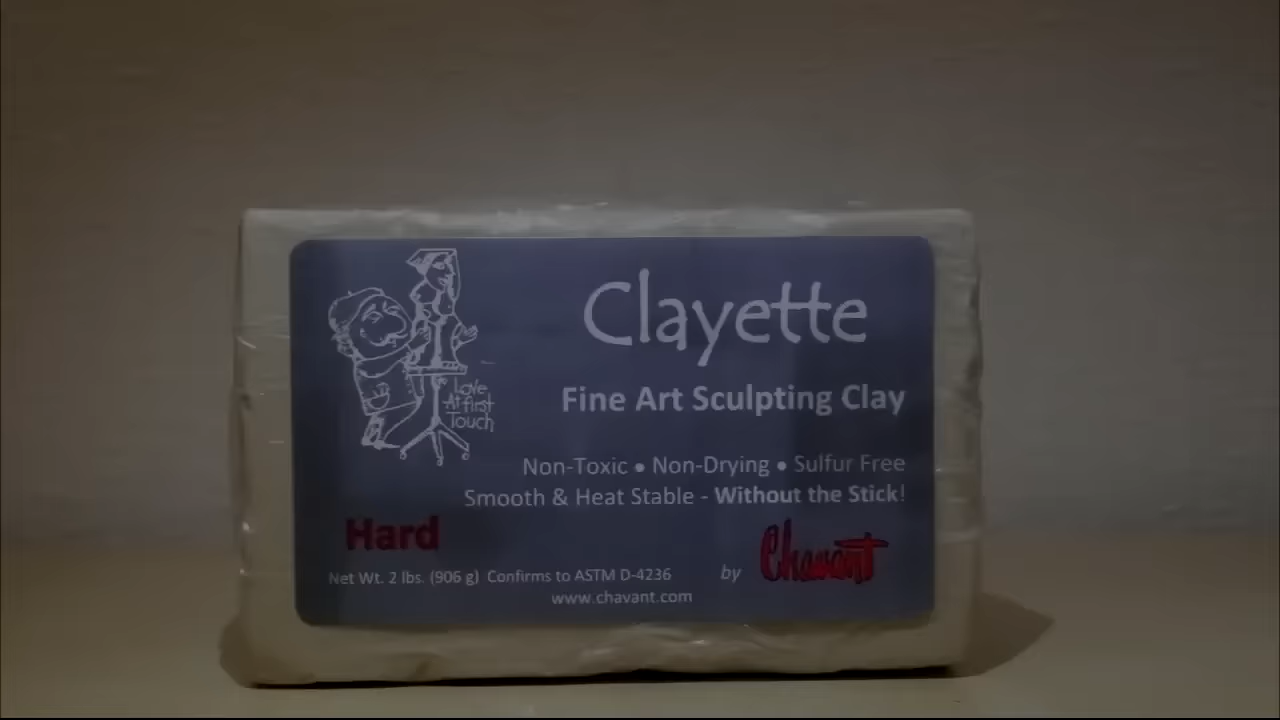 Clayette
Fine Art Sculpting Clay
Love
At first
Touch
Non-Toxic • Non-Drying • Sulfur Free
Smooth & Heat Stable - Without the Stick!
Hard
Net Wt. 2 lbs. (906 g) Confirms to ASTM D-4236
by Chavant
www.chavant.com